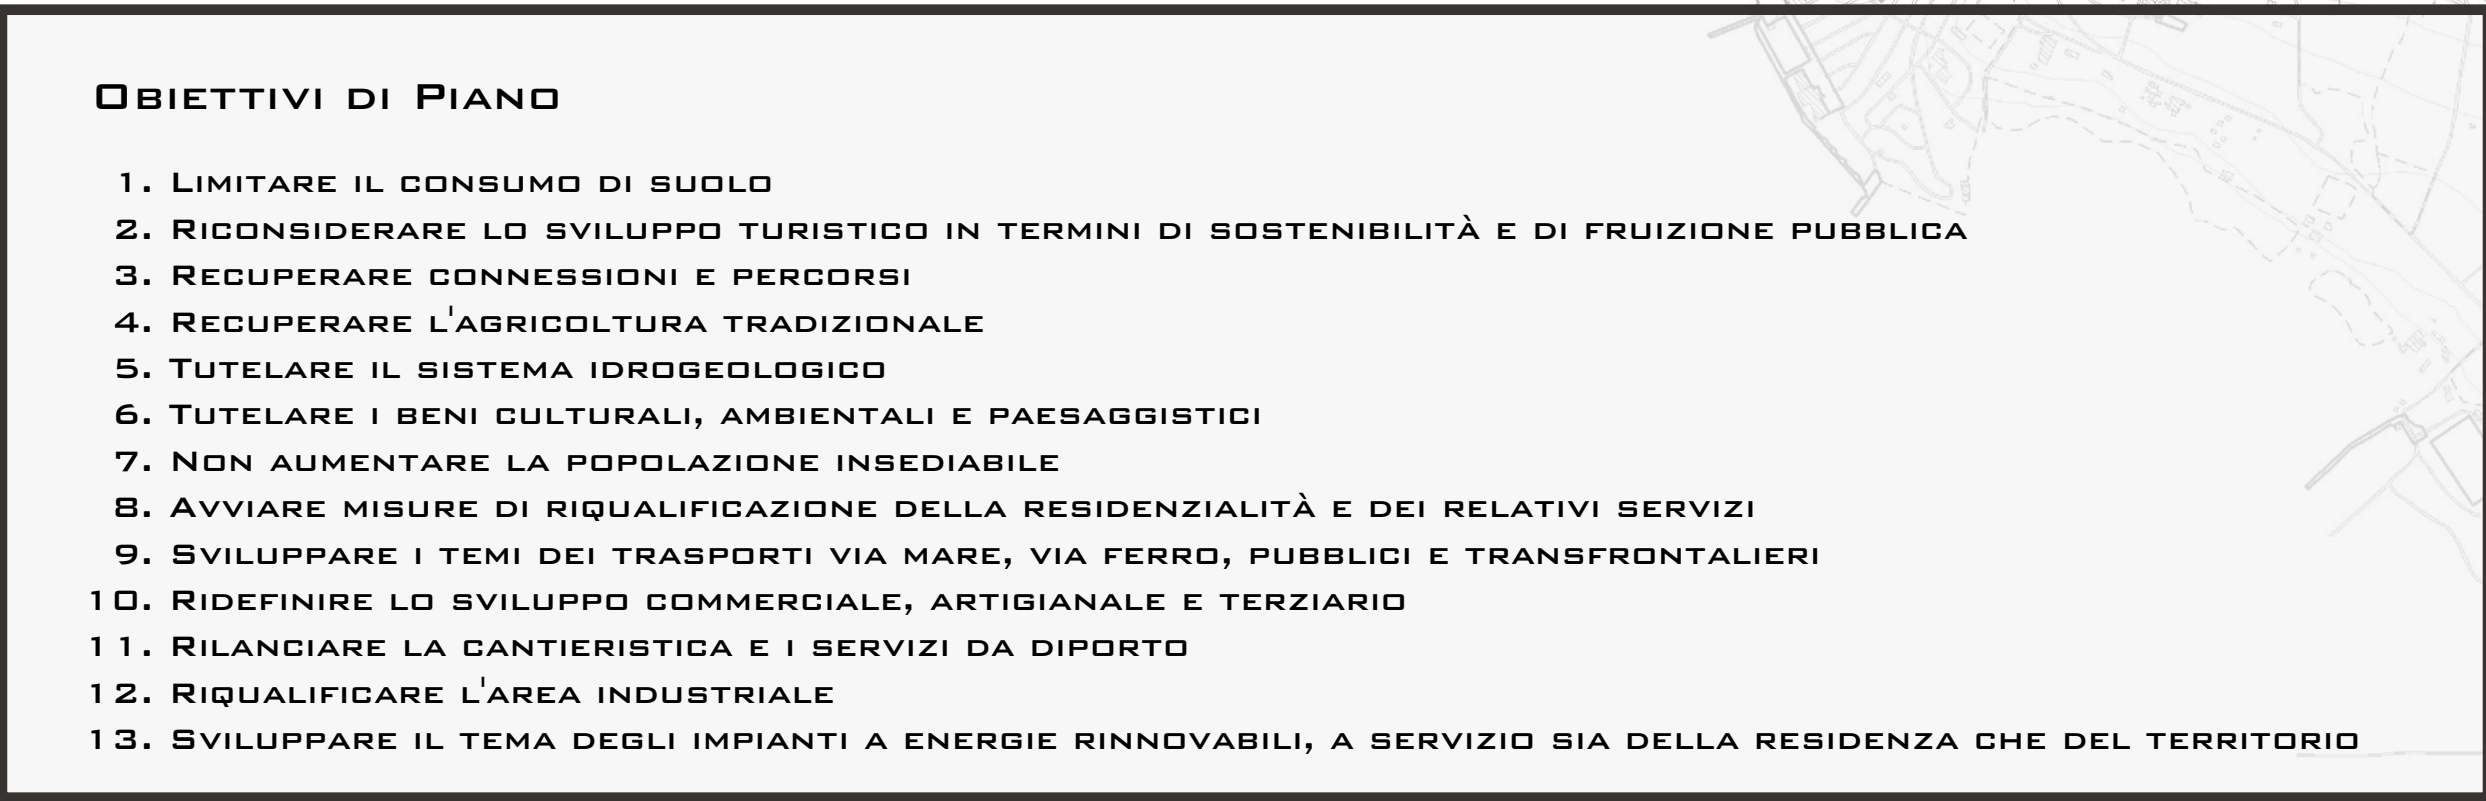 Obiettivi di Piano
1. Limitare il consumo di suolo
2. Riconsiderare lo sviluppo turistico in termini di sostenibilità e di fruizione pubblica
3. Recuperare connessioni e percorsi
4. Recuperare l'agricoltura tradizionale
5. Tutelare il sistema idrogeologico
6. Tutelare i beni culturali, ambientali e paesaggistici
7. Non aumentare la popolazione insediabile
8. Avviare misure di riqualificazione della residenzialità e dei relativi servizi
9. Sviluppare i temi dei trasporti via mare, via ferro, pubblici e transfrontalieri
10. Ridefinire lo sviluppo commerciale, artigianale e terziario
11. Rilanciare la cantieristica e i servizi da diporto
12. Riqualificare l'area industriale
13. Sviluppare il tema degli impianti a energie rinnovabili, a servizio sia della residenza che del territorio